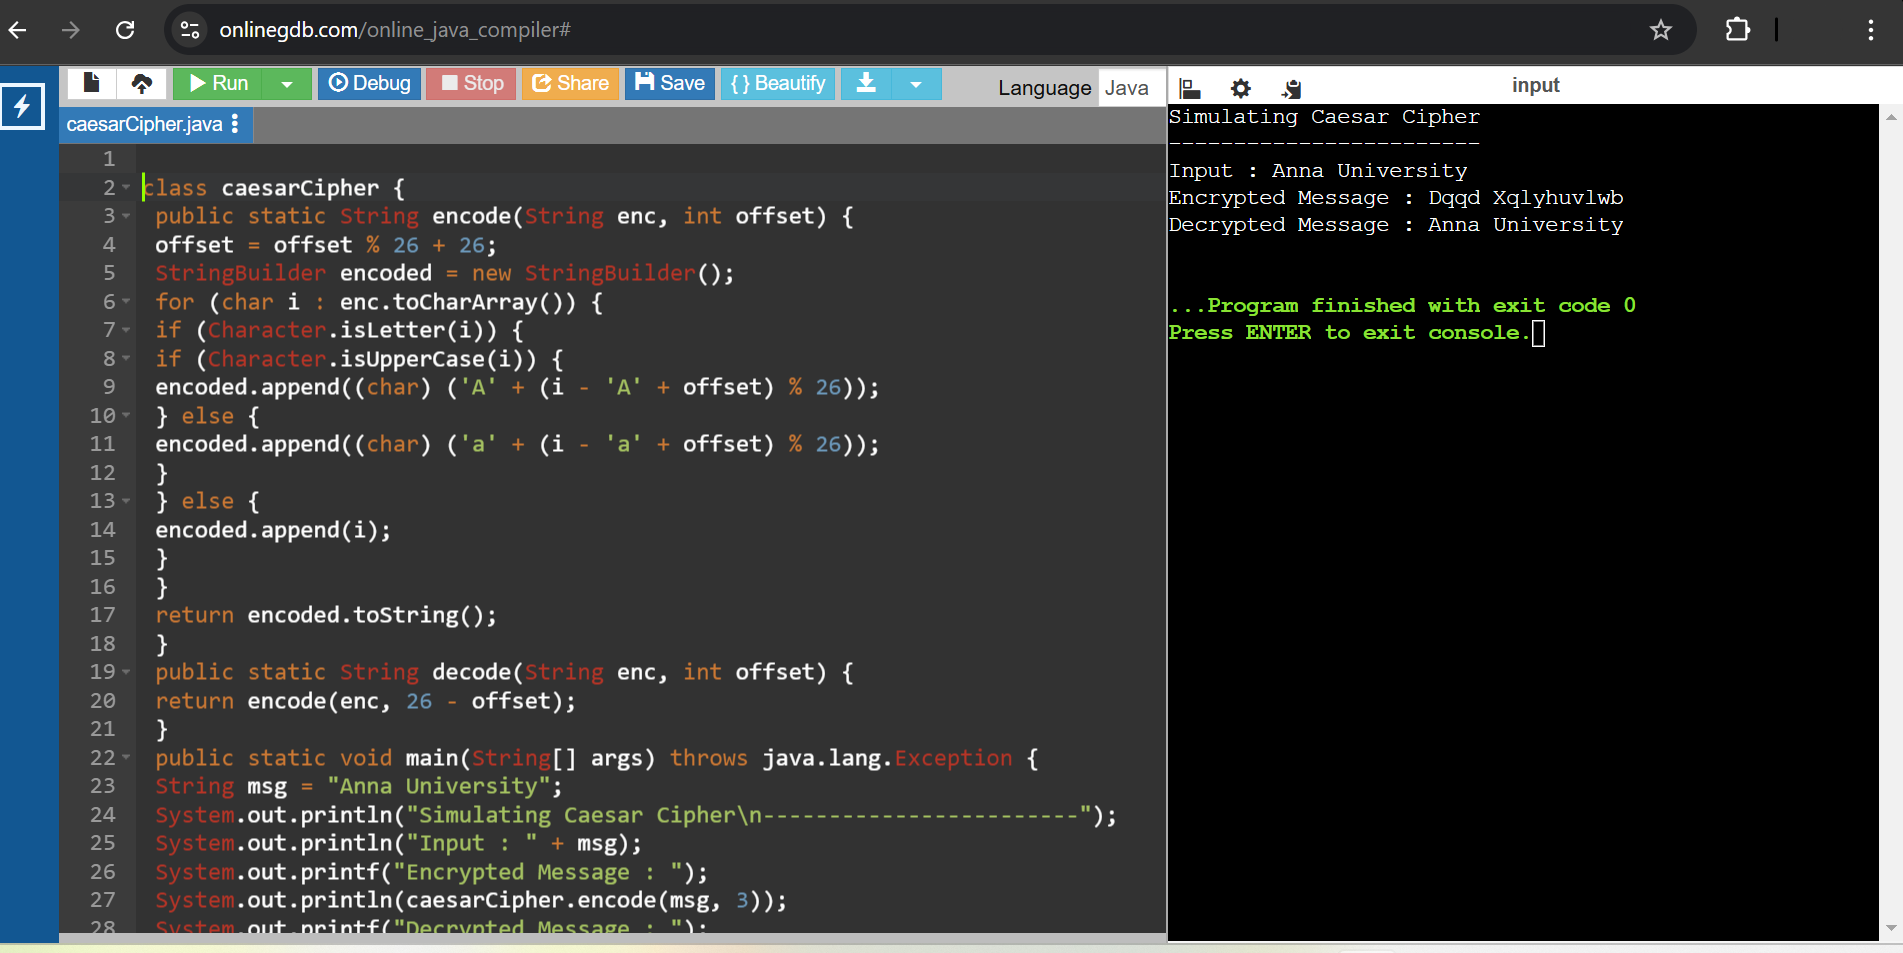 onlinegdb.com/online_java_compiler#
Run Debug Stop Share Save { } Beautify Language Java
caesarCipher.java
1
2 class caesarCipher {
3 public static String encode(String enc, int offset) {
4 offset = offset % 26 + 26;
5 StringBuilder encoded = new StringBuilder();
6 for (char i : enc.toCharArray()) {
7 if (Character.isLetter(i)) {
8 if (Character.isUpperCase(i)) {
9 encoded.append((char) ('A' + (i - 'A' + offset) % 26));
10 } else {
11 encoded.append((char) ('a' + (i - 'a' + offset) % 26));
12 }
13 } else {
14 encoded.append(i);
15 }
16 }
17 return encoded.toString();
18 }
19 public static String decode(String enc, int offset) {
20 return encode(enc, 26 - offset);
21 }
22 public static void main(String[] args) throws java.lang.Exception {
23 String msg = "Anna University";
24 System.out.println("Simulating Caesar Cipher\n------------------------");
25 System.out.println("Input : " + msg);
26 System.out.printf("Encrypted Message : ");
27 System.out.println(caesarCipher.encode(msg, 3));
28 System.out.printf("Decrypted Message : ");
input
Simulating Caesar Cipher
------------------------
Input : Anna University
Encrypted Message : Dqqd Xqlyhuvlwb
Decrypted Message : Anna University
...Program finished with exit code 0
Press ENTER to exit console.